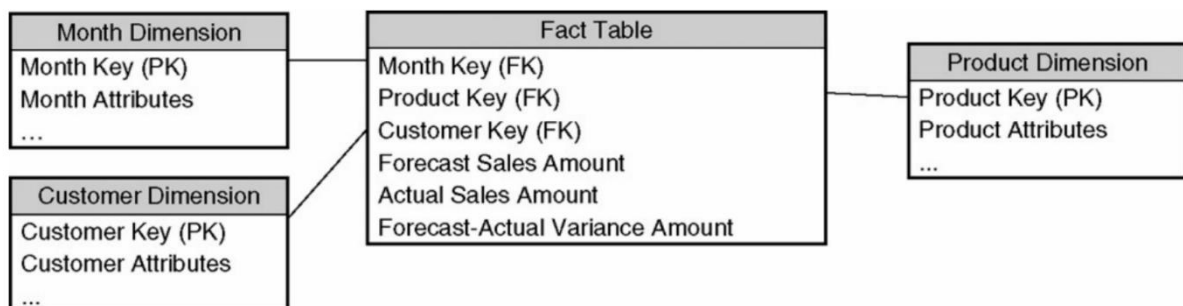 Month Dimension
Month Key (PK)
Month Attributes
...
Customer Dimension
Customer Key (PK)
Customer Attributes
...
Fact Table
Month Key (FK)
Product Key (FK)
Customer Key (FK)
Forecast Sales Amount
Actual Sales Amount
Forecast-Actual Variance Amount
Product Dimension
Product Key (PK)
Product Attributes
...